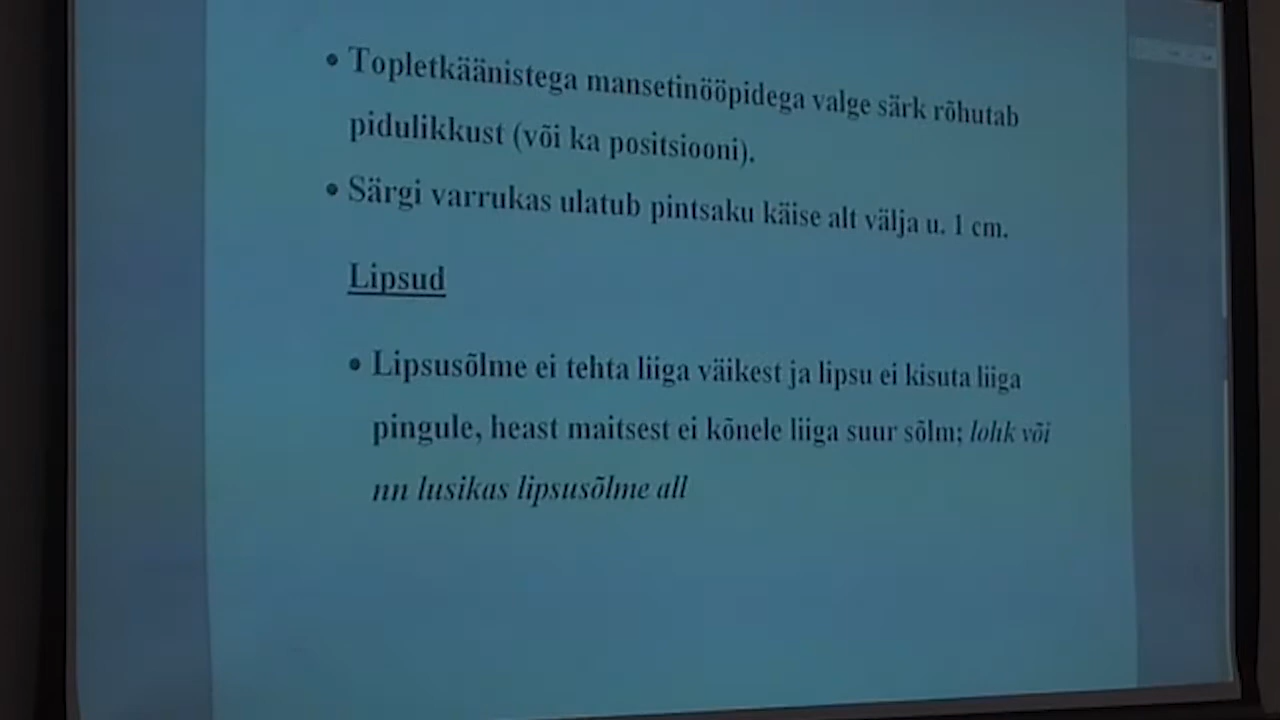 • Topletkäänistega mansetinööpidega valge särk rõhutab
pidulikkust (või ka positsiooni).
• Särgi varrukas ulatub pintsaku käise alt välja u. 1 cm.
Lipsud
• Lipsusõlme ei tehta liiga väikest ja lipsu ei kisuta liiga
pingule, heast maitsest ei kõnele liiga suur sõlm; lohk või
nn lusikas lipsusõlme all